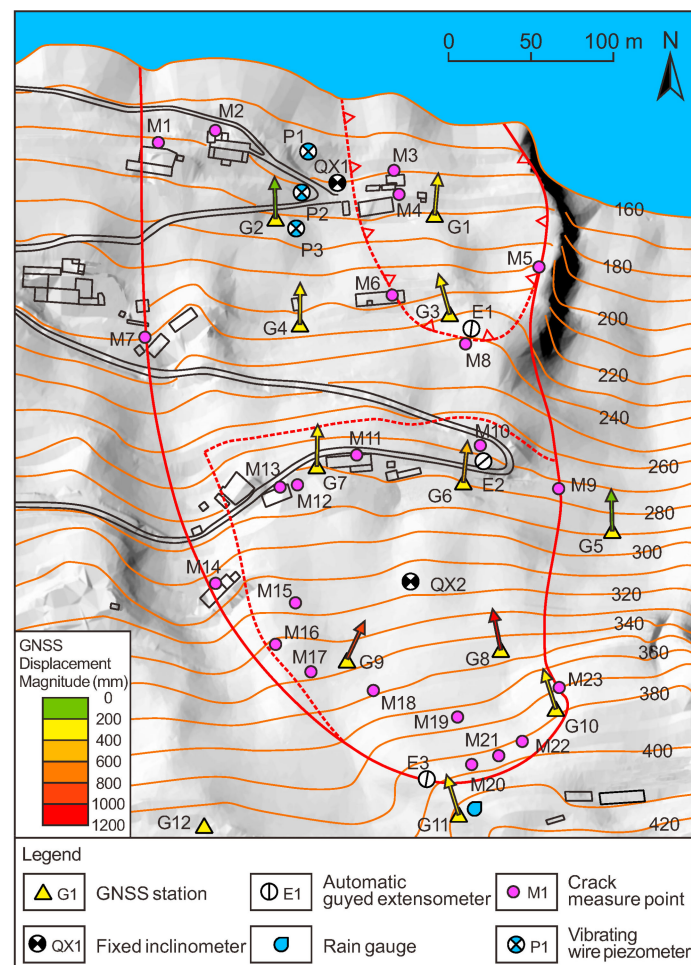 0 50 100 m
N
M2
M1
P1
QX1
M3
M4
P2
G2
G1
P3
160
M5
180
M6
G3
E1
G4
M7
M8
200
220
240
M10
M11
260
M13
G7
E2
M9
M12
G6
280
G5
300
M14
QX2
320
M15
340
M16
G9
G8
360
M17
M23
380
M18
M19
G10
M22
M21
400
E3
M20
G12
G11
420
GNSS
Displacement
Magnitude (mm)
0
200
400
600
800
1000
1200
Legend
G1 GNSS station
E1 Automatic
guyed extensometer
M1 Crack
measure point
QX1 Fixed inclinometer
Rain gauge
P1 Vibrating
wire piezometer